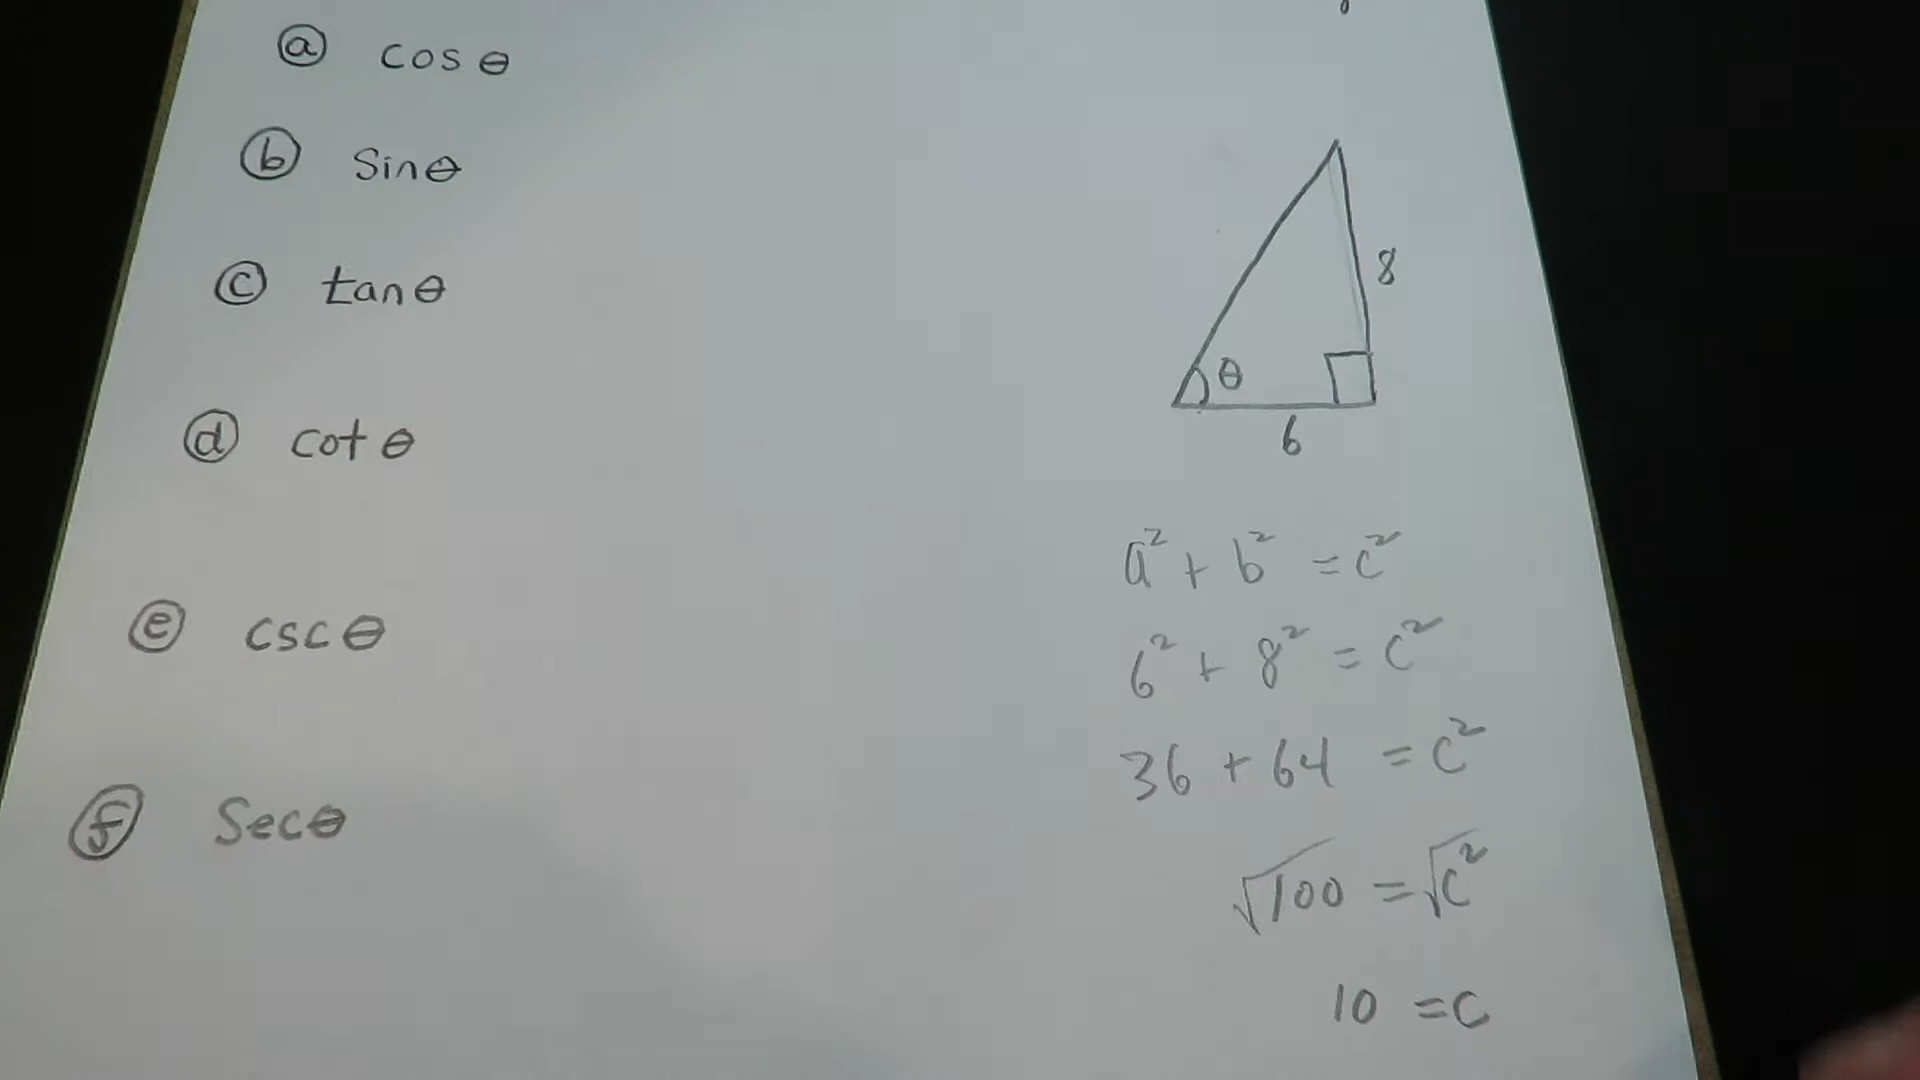 ⓐ cos θ
ⓑ Sin θ
ⓒ tan θ
ⓓ cot θ
ⓔ csc θ
ⓕ Sec θ
8
θ
6
a² + b² = c²
6² + 8² = c²
36 + 64 = c²
√100 = √c²
10 = c